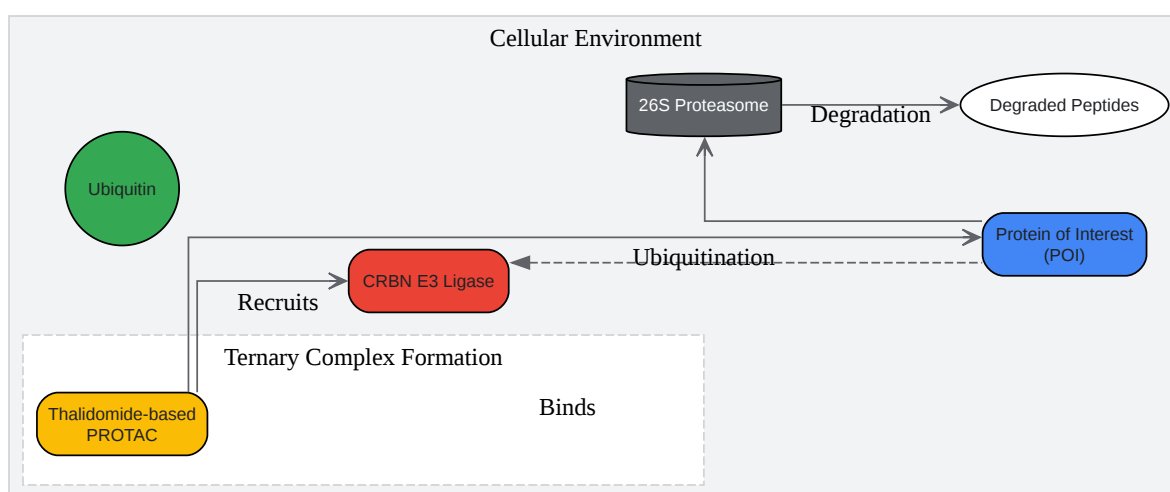 Cellular Environment
26S Proteasome
Degradation
Degraded Peptides
Ubiquitin
Protein of Interest
(POI)
Ubiquitination
CRBN E3 Ligase
Recruits
Ternary Complex Formation
Binds
Thalidomide-based
PROTAC